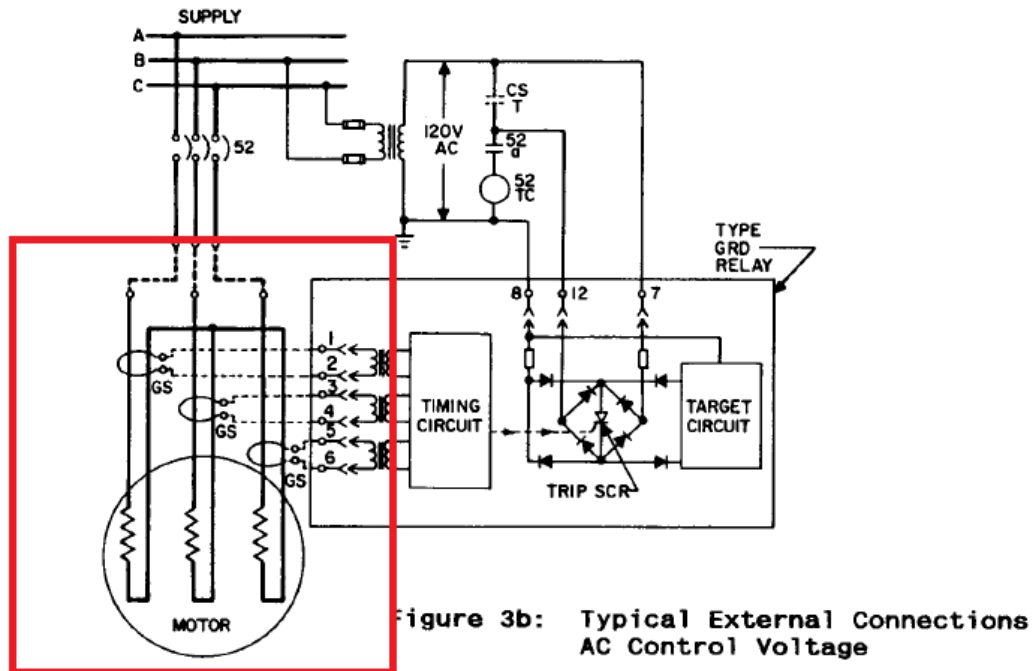 SUPPLY
A
B
C
52
120V
AC
CS
T
52
a
52
TC
TYPE
GRD
RELAY
8
12
7
1
2
3
4
5
6
GS
GS
GS
TIMING
CIRCUIT
TARGET
CIRCUIT
TRIP SCR
MOTOR
igure 3b: Typical External Connections
AC Control Voltage